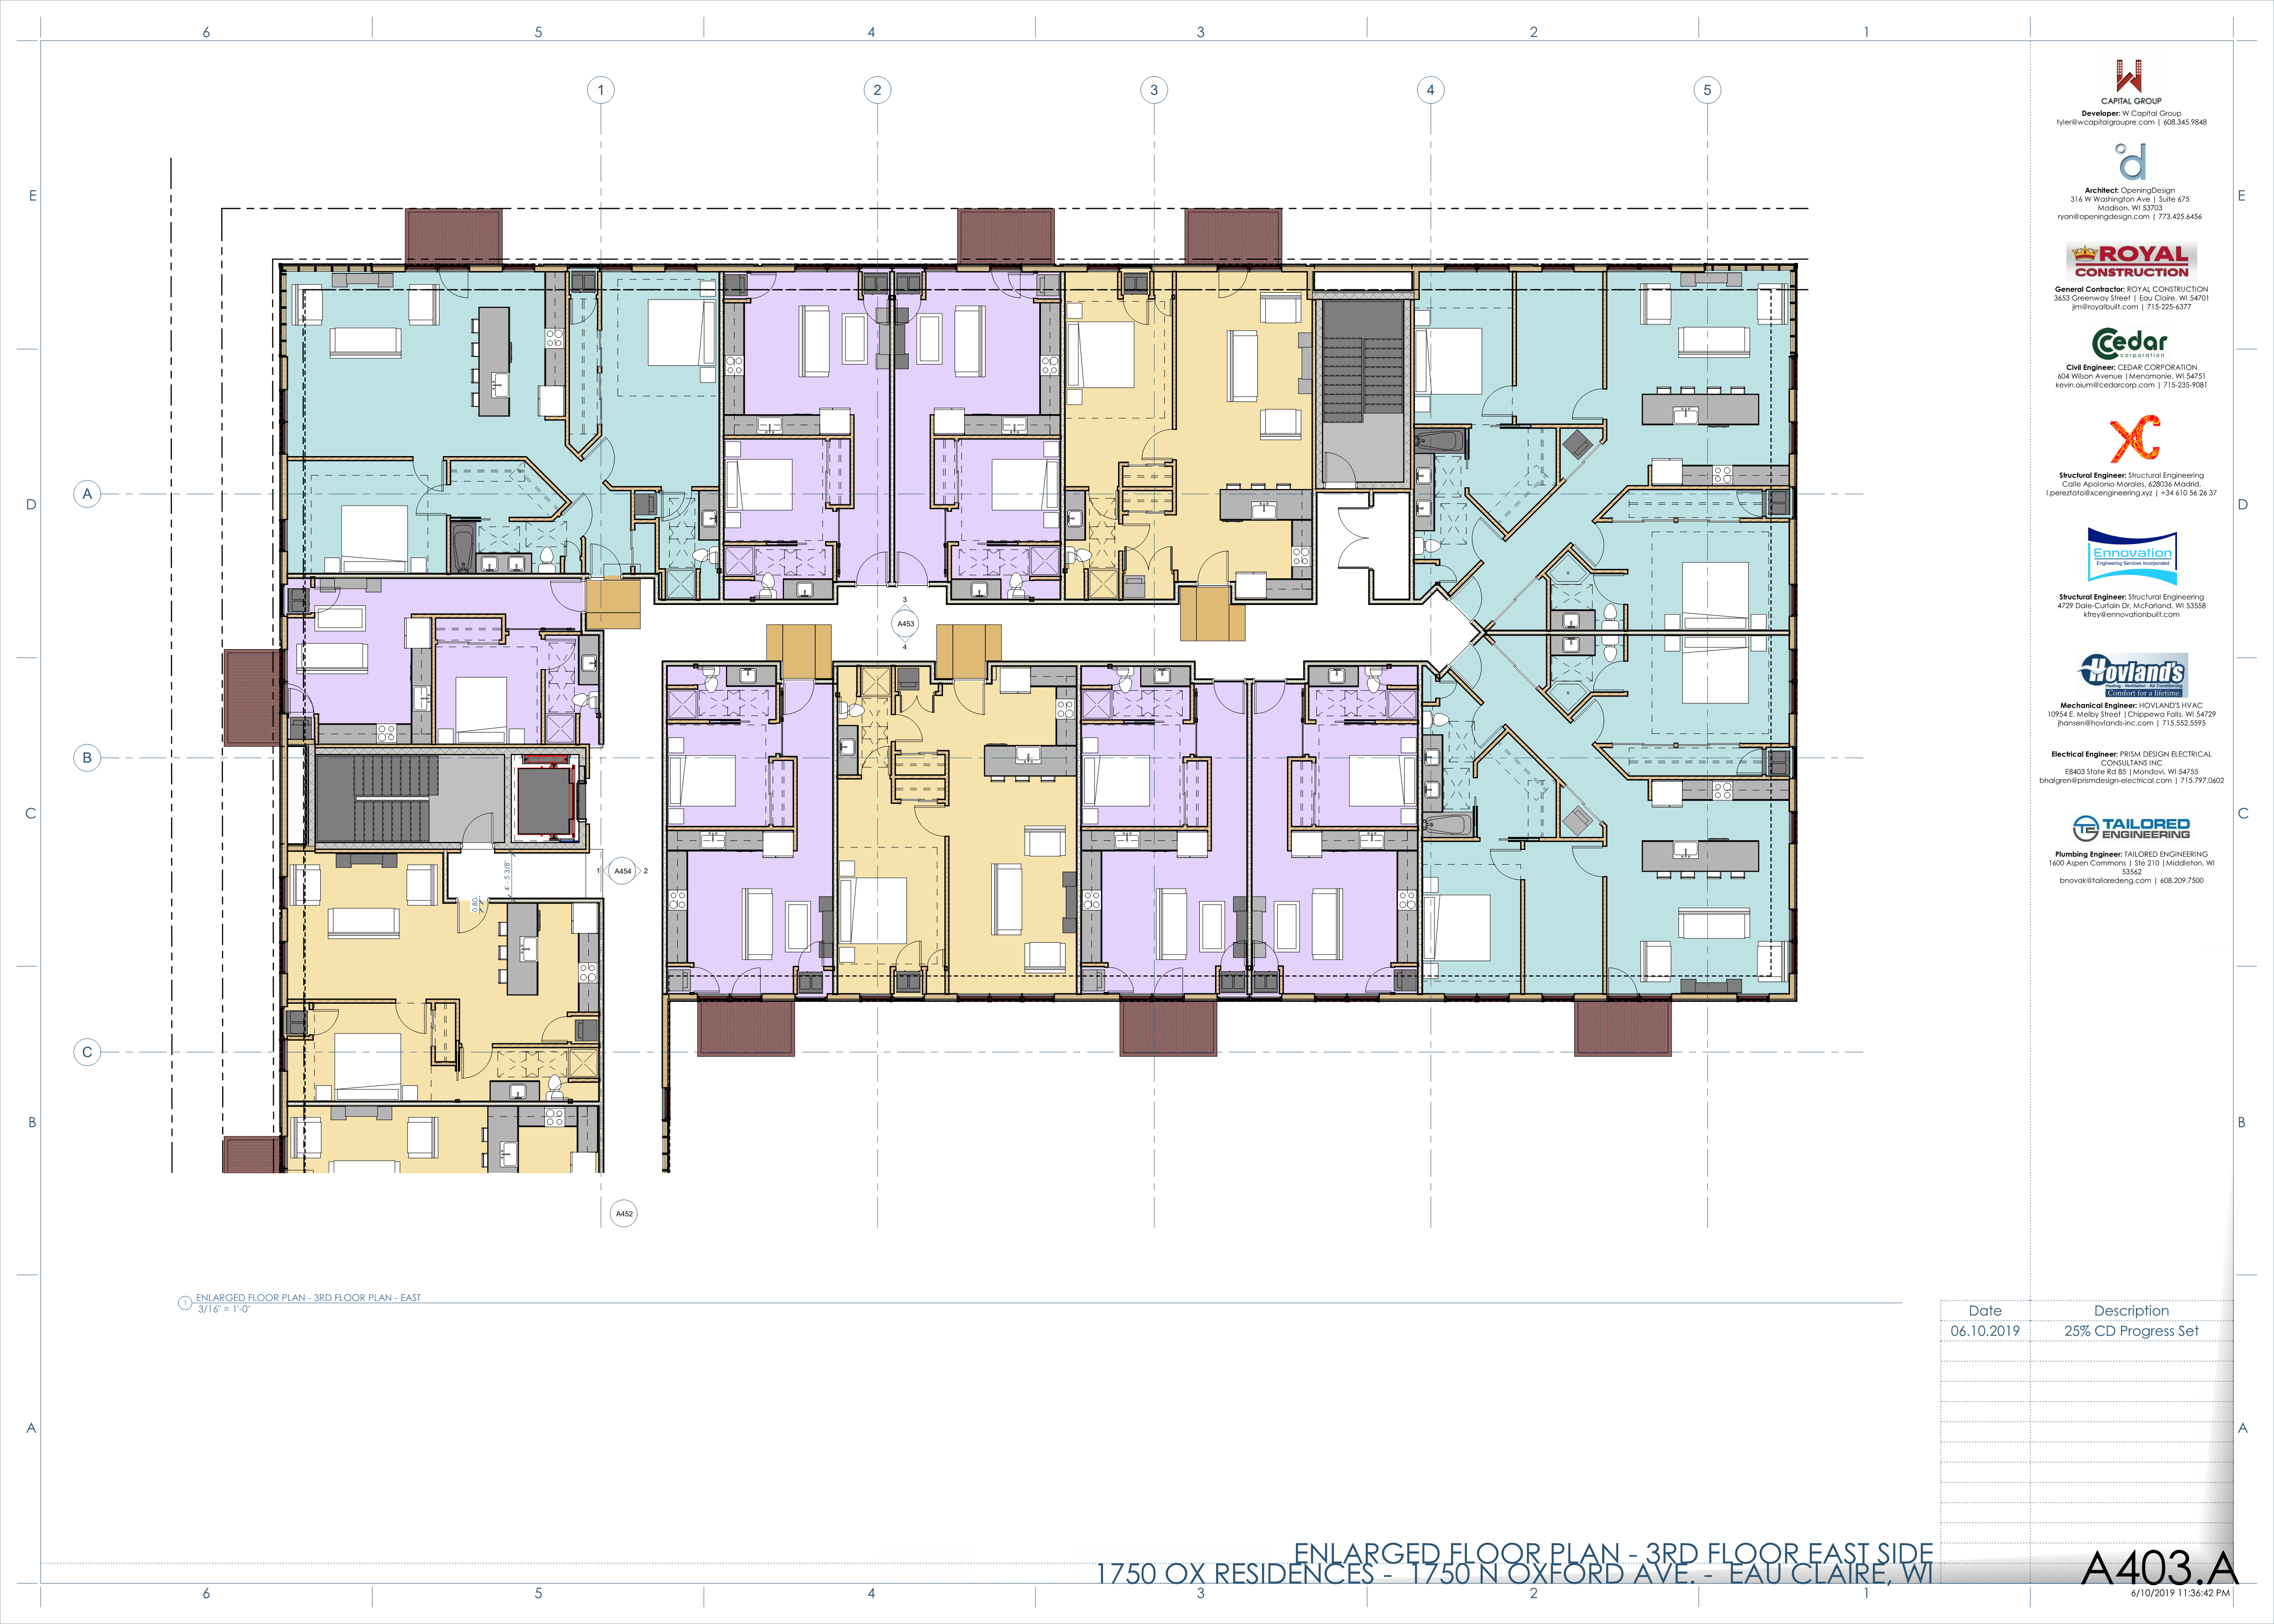 6 5 4 3 2 1
1 2 3 4 5
E E
D D
C C
B B
A A
A
B
C
3
A453
4
1 A454 2
4' - 5 3/8"
0.80
A452
1 ENLARGED FLOOR PLAN - 3RD FLOOR PLAN - EAST
3/16" = 1'-0"
W
CAPITAL GROUP
Developer: W Capital Group
tyler@wcapitalgroupre.com | 608.345.9848
d
Architect: OpeningDesign
316 W Washington Ave | Suite 675
Madison, WI 53703
ryan@openingdesign.com | 773.425.6456
ROYAL
CONSTRUCTION
General Contractor: ROYAL CONSTRUCTION
3653 Greenway Street | Eau Claire, WI 54701
jim@royalbuilt.com | 715-225-6377
Cedar
corporation
Civil Engineer: CEDAR CORPORATION
604 Wilson Avenue |Menomonie, WI 54751
kevin.oium@cedarcorp.com | 715-235-9081
XC
Structural Engineer: Structural Engineering
Calle Apolonio Morales, 628036 Madrid,
l.pereztato@xcengineering.xyz | +34 610 56 26 37
Ennovation
Engineering Services Incorporated
Structural Engineer: Structural Engineering
4729 Dale-Curtain Dr, McFarland, WI 53558
kfrey@ennovationbuilt.com
Hovland's
Heating - Ventilation - Air Conditioning
Comfort for a lifetime.
Mechanical Engineer: HOVLAND'S HVAC
10954 E. Melby Street |Chippewa Falls, WI 54729
jhansen@hovlands-inc.com | 715.552.5595
Electrical Engineer: PRISM DESIGN ELECTRICAL
CONSULTANS INC
E8403 State Rd 85 |Mondovi, WI 54755
bhalgren@prismdesign-electrical.com | 715.797.0602
TE TAILORED
ENGINEERING
Plumbing Engineer: TAILORED ENGINEERING
1600 Aspen Commons | Ste 210 |Middleton, WI
53562
bnovak@tailoredeng.com | 608.209.7500
Date Description
06.10.2019 25% CD Progress Set
ENLARGED FLOOR PLAN - 3RD FLOOR EAST SIDE
1750 OX RESIDENCES - 1750 N OXFORD AVE. - EAU CLAIRE, WI
A403.A
6/10/2019 11:36:42 PM
6 5 4 3 2 1